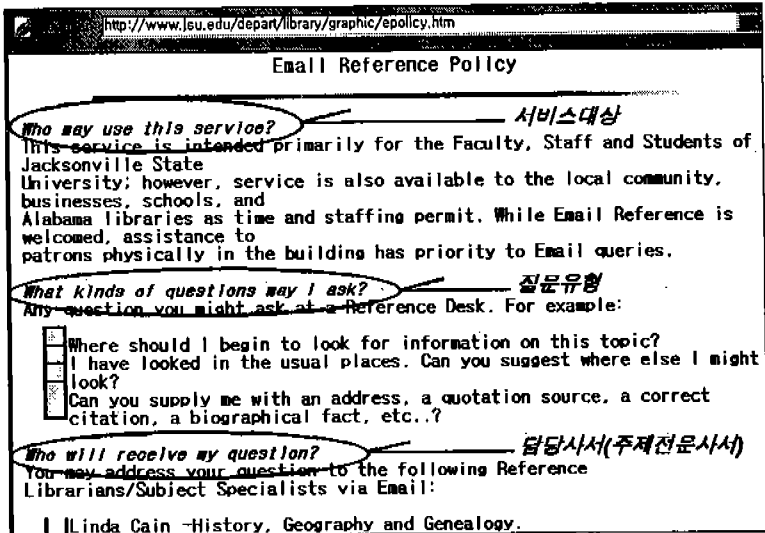 http://www.jsu.edu/depart/library/graphic/epolicy.htm
Email Reference Policy
Who may use this service? 서비스대상
This service is intended primarily for the Faculty, Staff and Students of
Jacksonville State
University; however, service is also available to the local community,
businesses, schools, and
Alabama libraries as time and staffing permit. While Email Reference is
welcomed, assistance to
patrons physically in the building has priority to Email queries.
What kinds of questions may I ask? 질문유형
Any question you might ask at a Reference Desk. For example:
Where should I begin to look for information on this topic?
I have looked in the usual places. Can you suggest where else I might
look?
Can you supply me with an address, a quotation source, a correct
citation, a biographical fact, etc..?
Who will receive my question? 담당사서(주제전문사서)
You may address your question to the following Reference
Librarians/Subject Specialists via Email:
Linda Cain -History, Geography and Genealogy.